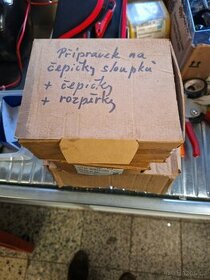 Přípravek na
čepičky sloupků
+ čepičky
+ rozpěrky